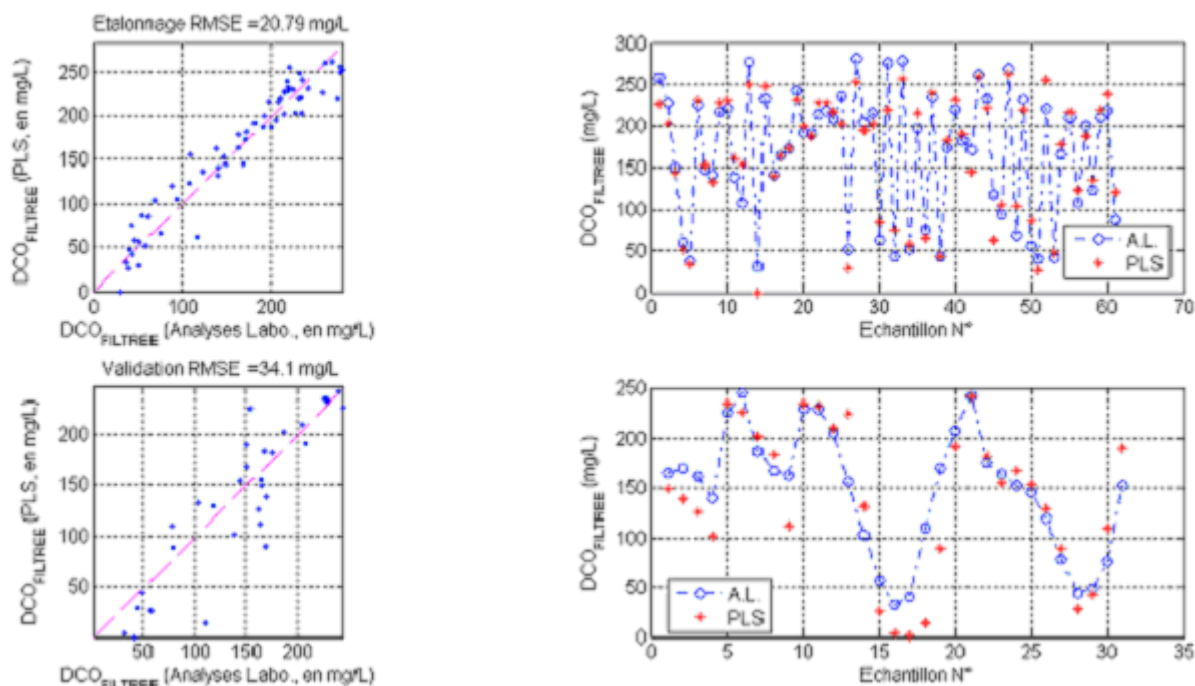 Etalonnage RMSE =20.79 mg/L
DCO_FILTREE (PLS, en mg/L)
250
200
150
100
50
0
0 100 200
DCO_FILTREE (Analyses Labo., en mg/L)
DCO_FILTREE (mg/L)
300
250
200
150
100
50
0
A.L.
PLS
0 10 20 30 40 50 60 70
Echantillon N°
Validation RMSE =34.1 mg/L
DCO_FILTREE (PLS, en mg/L)
200
150
100
50
50 100 150 200
DCO_FILTREE (Analyses Labo., en mg/L)
DCO_FILTREE (mg/L)
250
200
150
100
50
0
A.L.
PLS
0 5 10 15 20 25 30 35
Echantillon N°